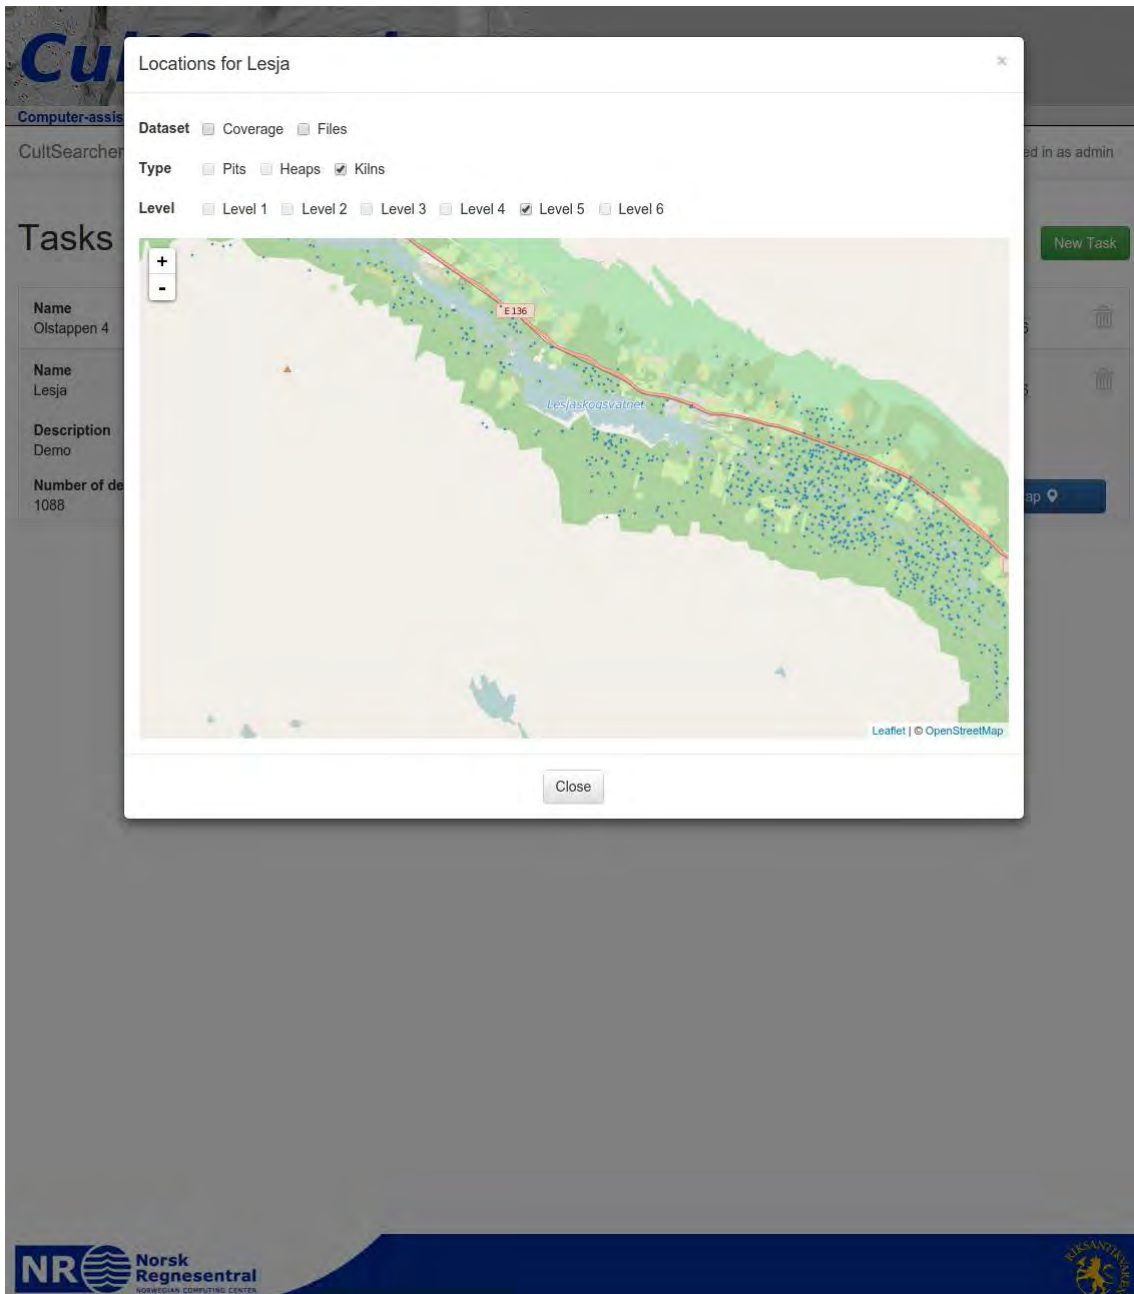 Cul
Locations for Lesja
×
Computer-assis
Dataset Coverage Files
CultSearcher
ed in as admin
Type Pits Heaps Kilns
Level Level 1 Level 2 Level 3 Level 4 Level 5 Level 6
Tasks
New Task
+
-
E 136
Name
Olstappen 4
Name
Lesja
Lesjaskogsvatnet
Description
Demo
Number of de
1088
ap
Leaflet | © OpenStreetMap
Close
NR Norsk
Regnesentral
NORWEGIAN COMPUTING CENTER
RIKSANTIKVAREN